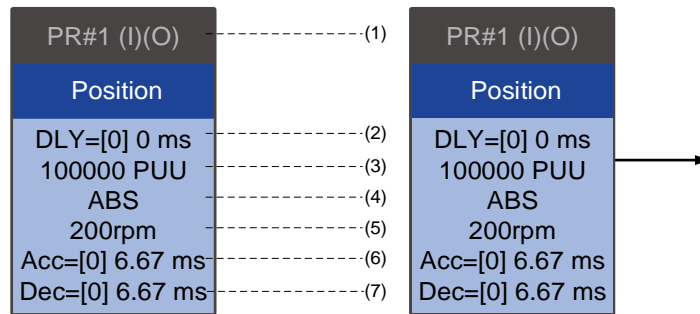 PR#1 (I)(O)
Position
DLY=[0] 0 ms
100000 PUU
ABS
200rpm
Acc=[0] 6.67 ms
Dec=[0] 6.67 ms
(1)
(2)
(3)
(4)
(5)
(6)
(7)
PR#1 (I)(O)
Position
DLY=[0] 0 ms
100000 PUU
ABS
200rpm
Acc=[0] 6.67 ms
Dec=[0] 6.67 ms